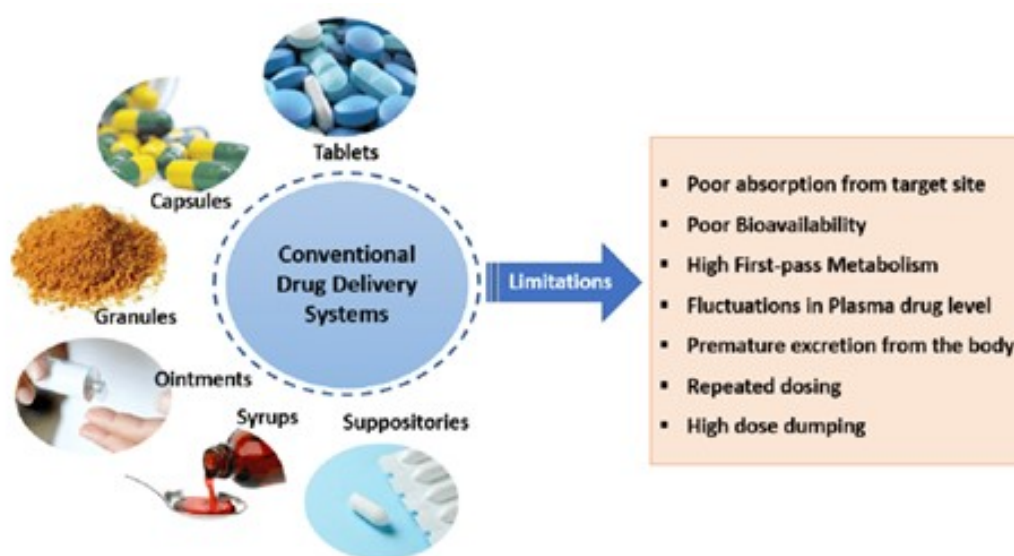 Tablets
Capsules
Granules
Ointments
Syrups
Suppositories
Conventional
Drug Delivery
Systems
Limitations
▪ Poor absorption from target site
▪ Poor Bioavailability
▪ High First-pass Metabolism
▪ Fluctuations in Plasma drug level
▪ Premature excretion from the body
▪ Repeated dosing
▪ High dose dumping